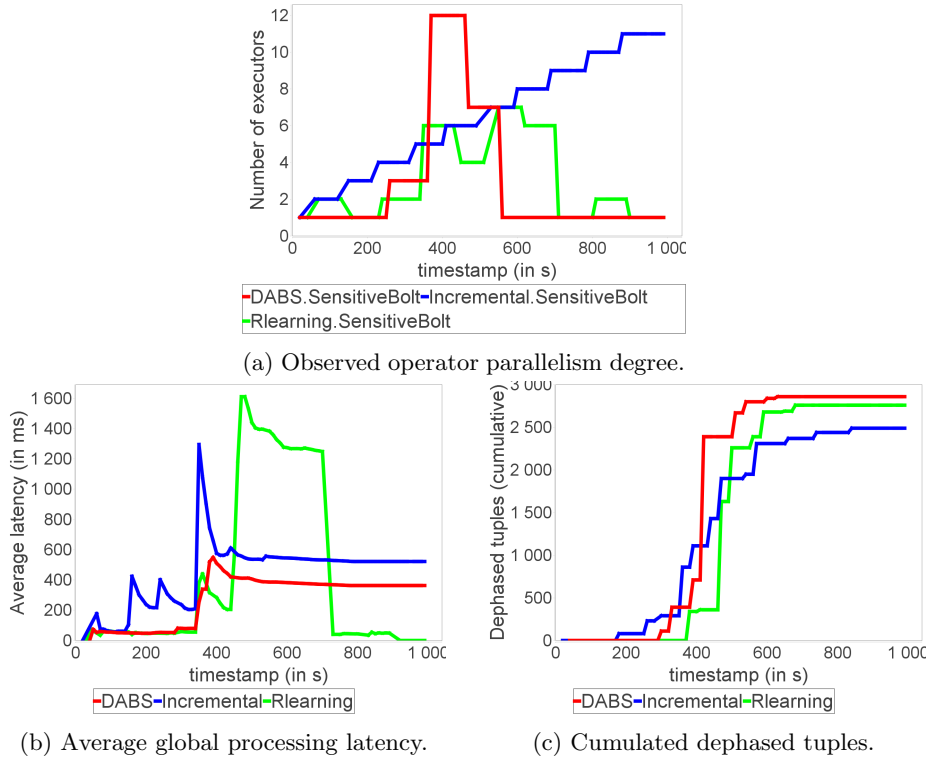 12
10
8
6
4
2
0
Number of executors
0 200 400 600 800 1 000
timestamp (in s)
DABS.SensitiveBolt Incremental.SensitiveBolt
Rlearning.SensitiveBolt
(a) Observed operator parallelism degree.
1 600
1 400
1 200
1 000
800
600
400
200
0
Average latency (in ms)
0 200 400 600 800 1 000
timestamp (in s)
DABS Incremental Rlearning
(b) Average global processing latency.
3 000
2 500
2 000
1 500
1 000
500
0
Dephased tuples (cumulative)
0 200 400 600 800 1 000
timestamp (in s)
DABS Incremental Rlearning
(c) Cumulated dephased tuples.